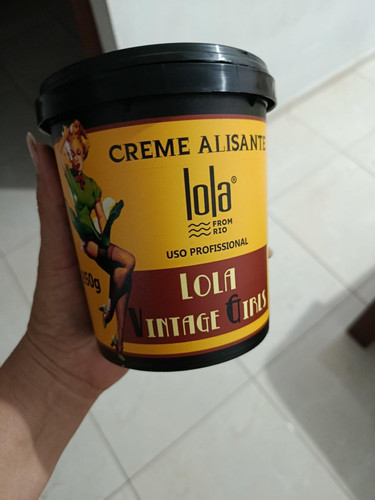 CREME ALISANTE
lola®
FROM
RIO
USO PROFISSIONAL
LOLA
VINTAGE GIRLS